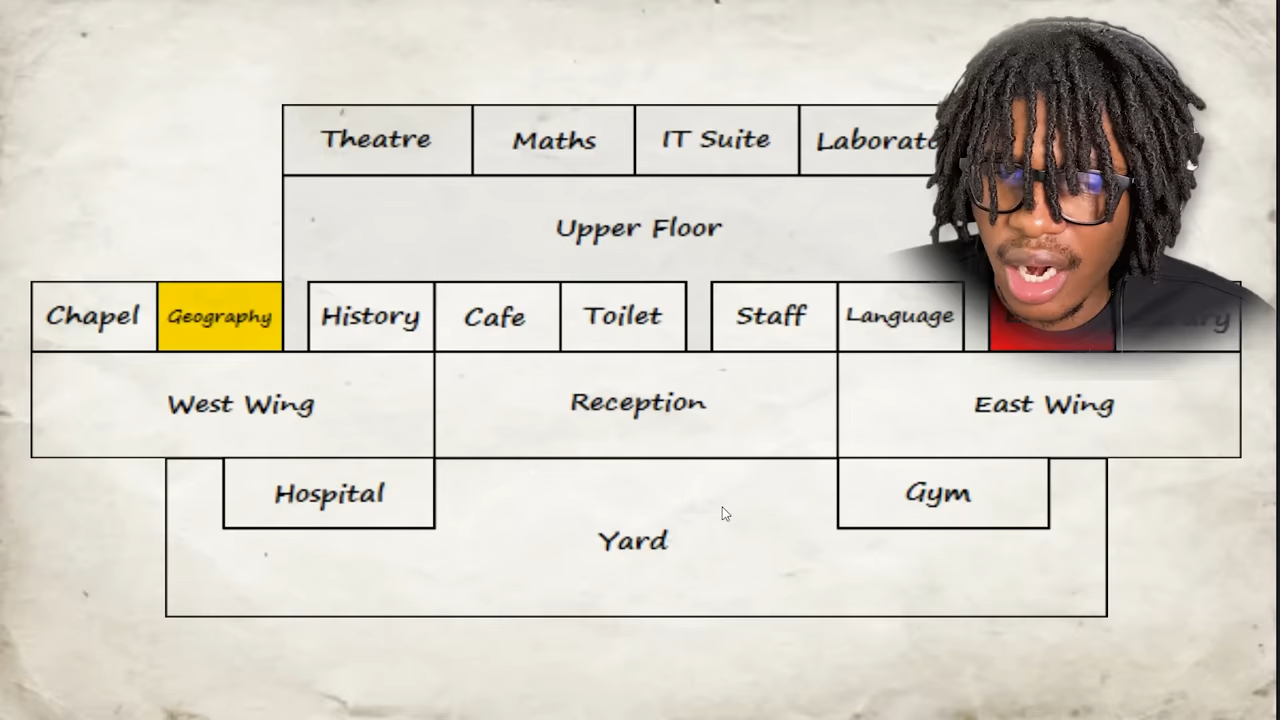 Theatre
Maths
IT Suite
Upper Floor
Chapel
Geography
History
Cafe
Toilet
Staff
Language
West Wing
Reception
East Wing
Hospital
Gym
Yard